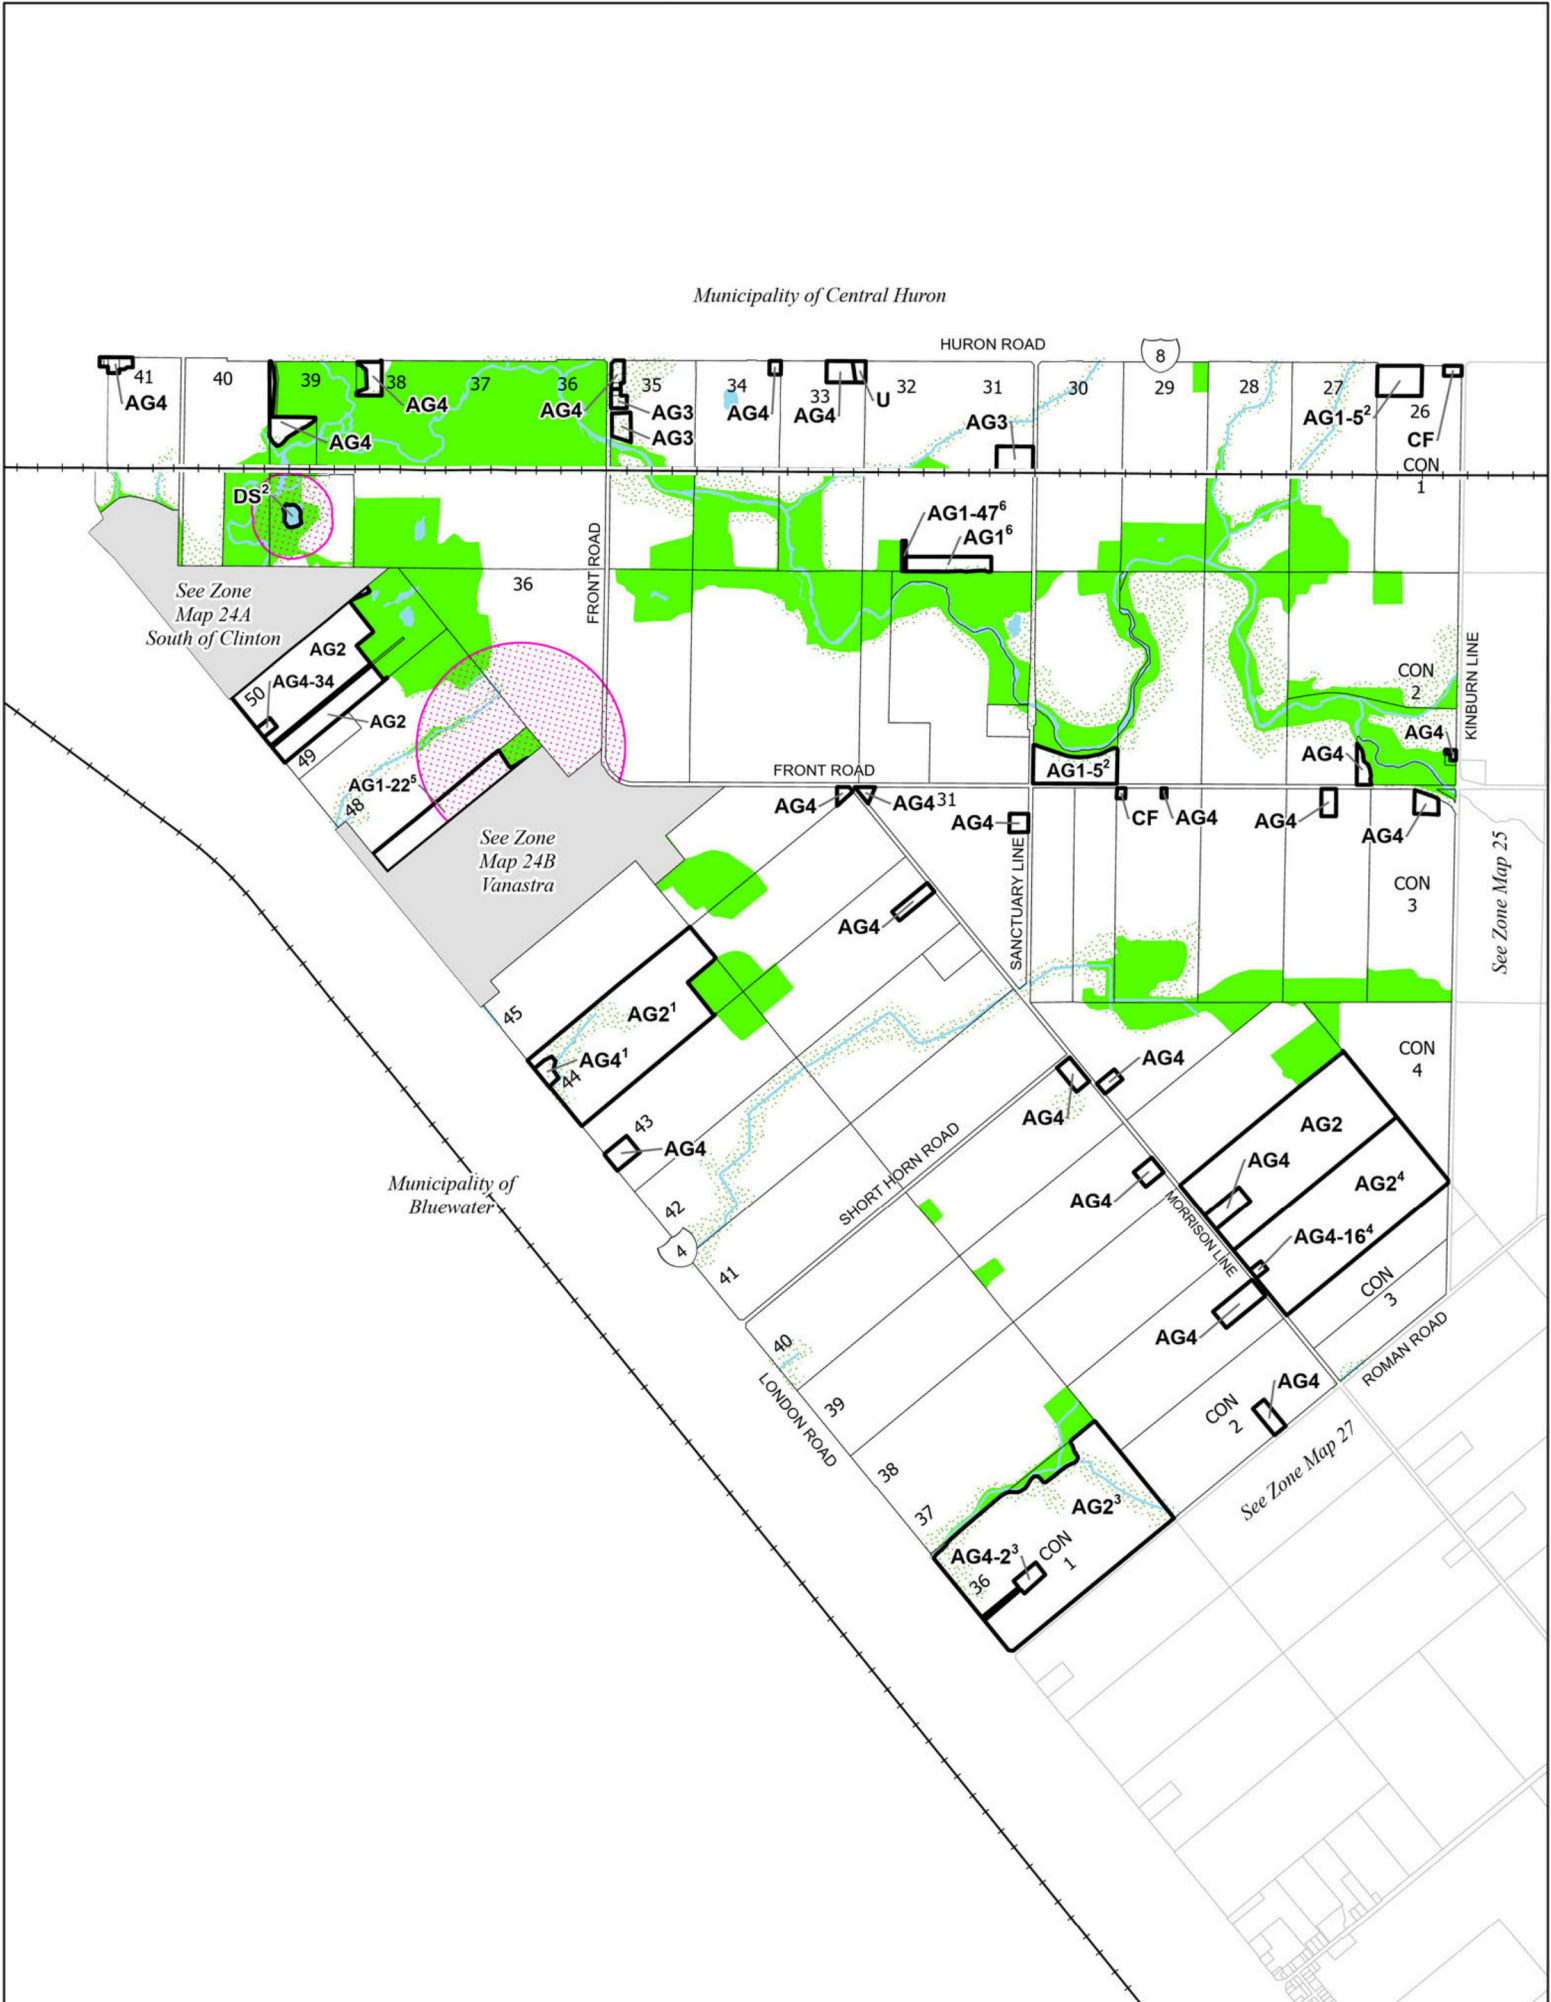 Municipality of Central Huron
HURON ROAD
8
41
40
39
38
37
36
35
34
33
32
31
30
29
28
27
26
AG4
AG4
AG4
AG4
AG3
AG3
AG4
AG4
U
AG3
AG1-5²
CF
CON
1
DS²
AG1-47⁶
AG1⁶
FRONT ROAD
36
See Zone
Map 24A
South of Clinton
AG2
AG4-34
50
AG2
49
AG1-22⁵
48
CON
2
KINBURN LINE
AG4
AG4
AG1-5²
FRONT ROAD
AG4
AG4
31
AG4
CF
AG4
AG4
AG4
See Zone
Map 24B
Vanastra
SANCTUARY LINE
CON
3
See Zone Map 25
AG4
45
AG2¹
AG4¹
44
43
AG4
AG4
AG4
CON
4
Municipality of
Bluewater
42
4
41
SHORT HORN ROAD
AG4
MORRISON LINE
AG2
AG4
AG2⁴
AG4-16⁴
CON
3
AG4
ROMAN ROAD
40
LONDON ROAD
39
38
37
AG4
CON
2
See Zone Map 27
AG2³
AG4-2³
CON
1
36